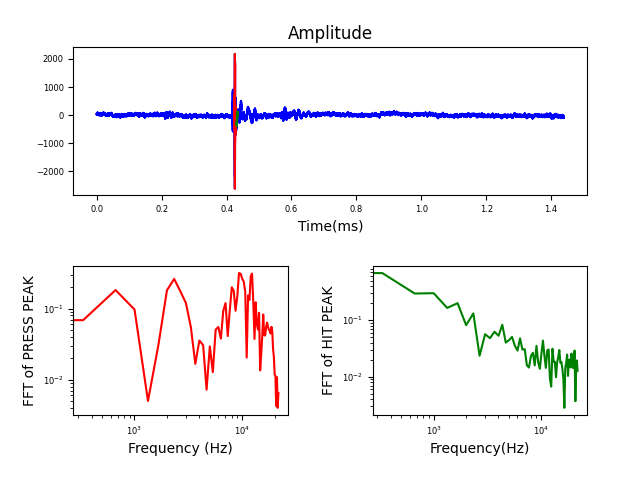 Amplitude
2000
1000
0
−1000
−2000
0.0 0.2 0.4 0.6 0.8 1.0 1.2 1.4
Time(ms)
FFT of PRESS PEAK
10⁻¹
10⁻²
10³ 10⁴
Frequency (Hz)
FFT of HIT PEAK
10⁻¹
10⁻²
10³ 10⁴
Frequency(Hz)